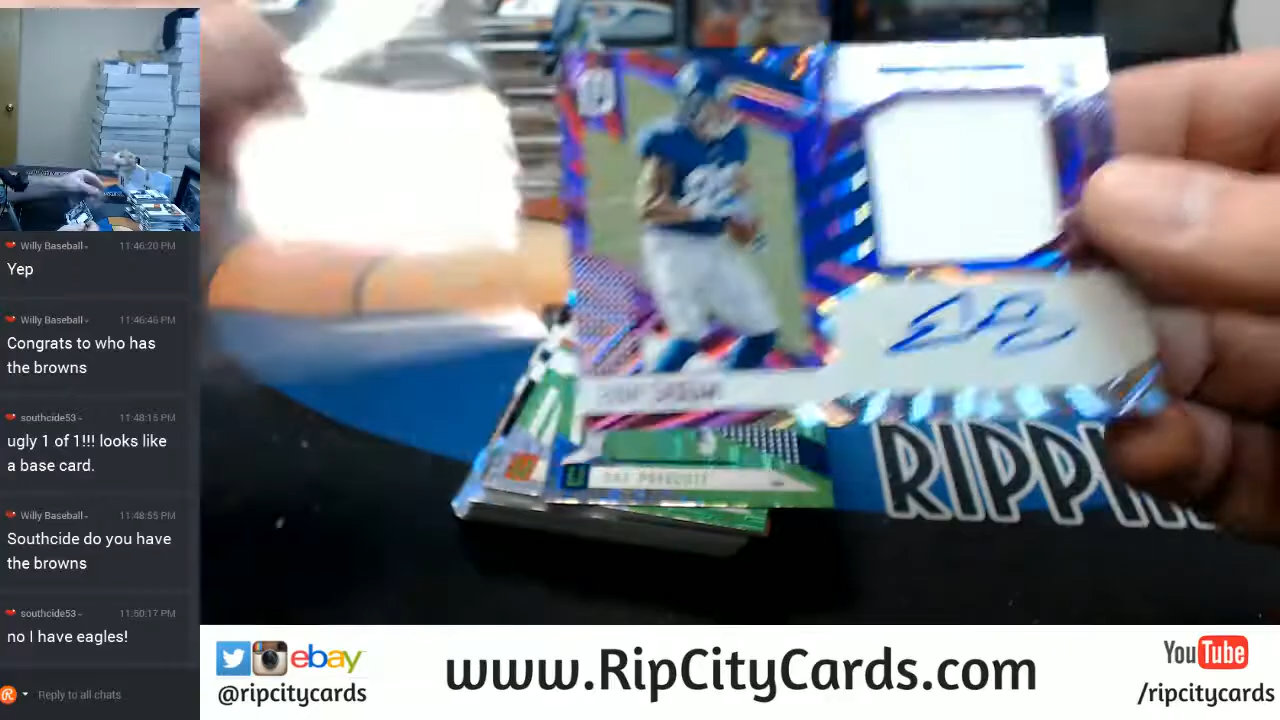 Willy Baseball 11:46:20 PM
Yep
Willy Baseball 11:46:46 PM
Congrats to who has
the browns
southcide53 11:48:15 PM
ugly 1 of 1!!! looks like
a base card.
Willy Baseball 11:48:55 PM
Southcide do you have
the browns
southcide53 11:50:17 PM
no I have eagles!
Reply to all chats
DAK PRESCOTT
ebay
@ripcitycards
www.RipCityCards.com
YouTube
/ripcitycards